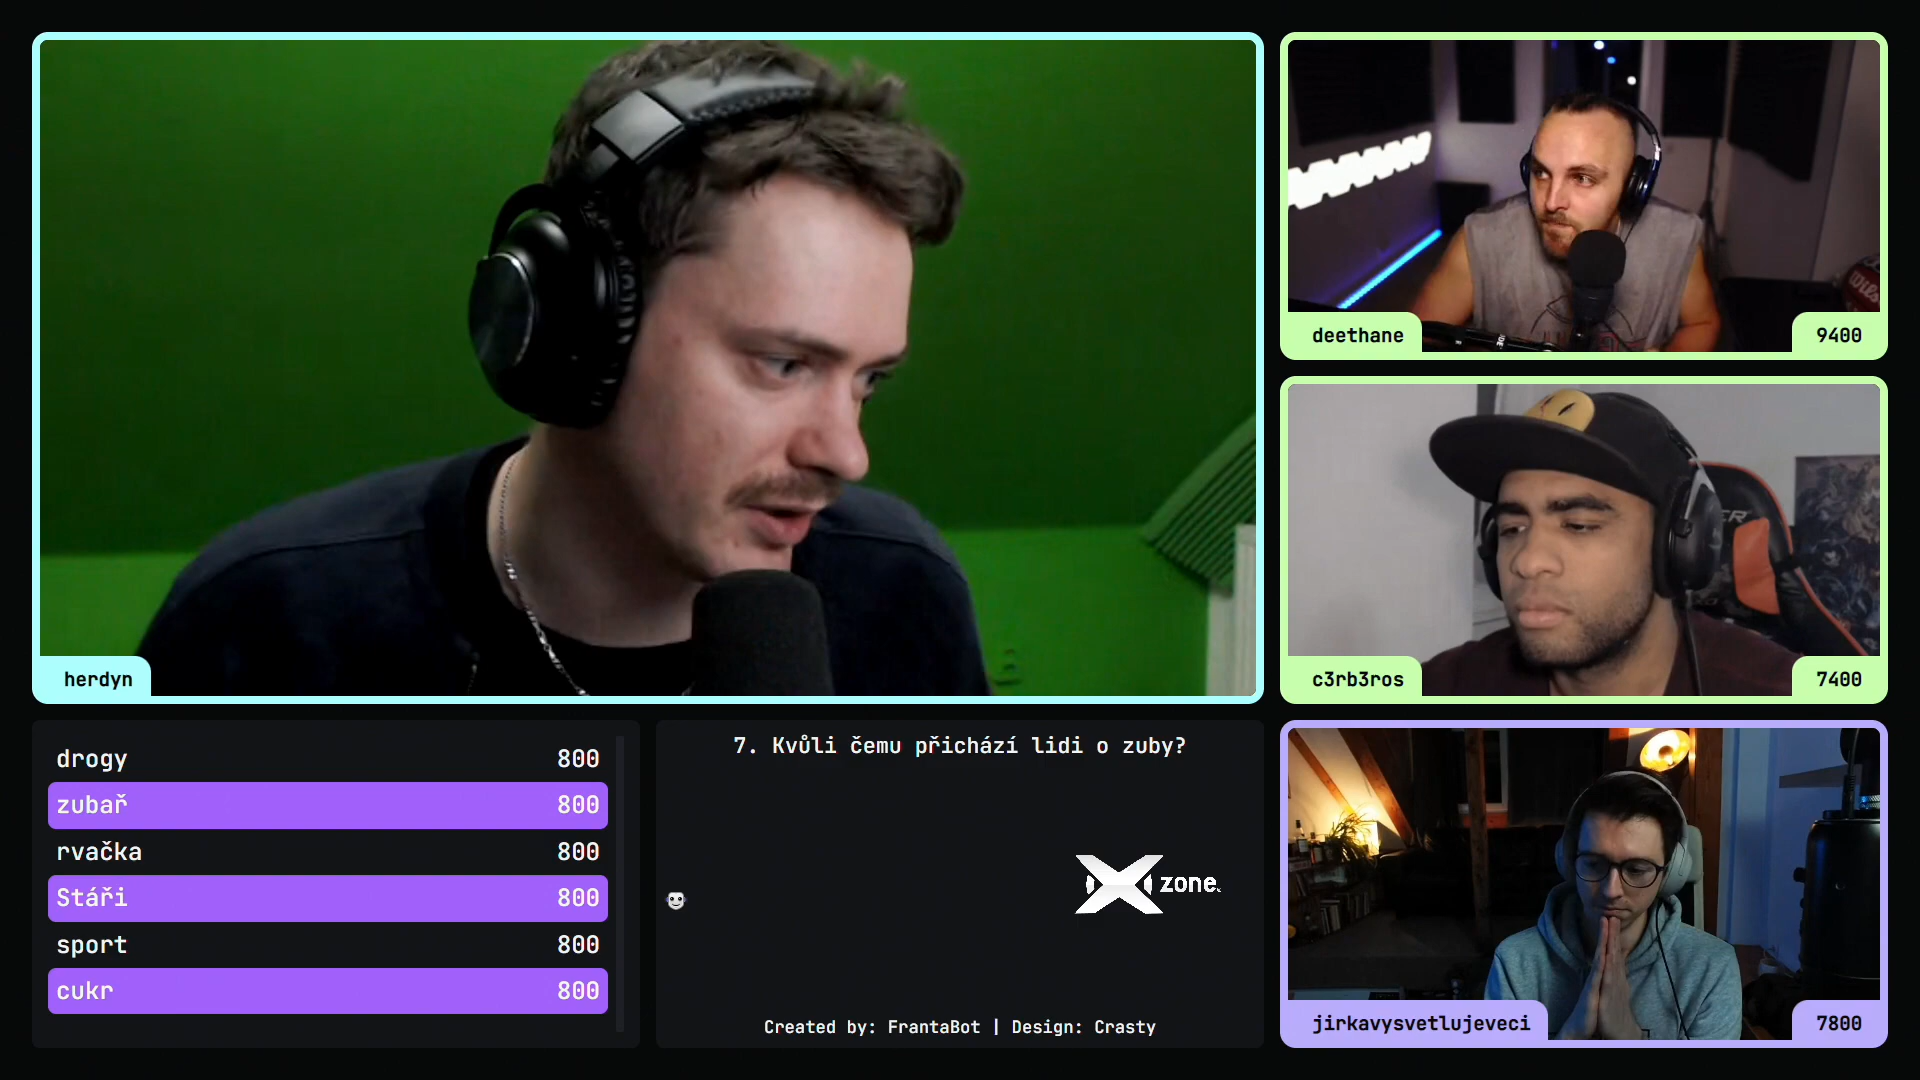 herdyn
deethane
9400
c3rb3ros
7400
jirkavysvetlujeveci
7800
drogy 800
zubař 800
rvačka 800
Stáři 800
sport 800
cukr 800
7. Kvůli čemu přichází lidi o zuby?
zone.
Created by: FrantaBot | Design: Crasty